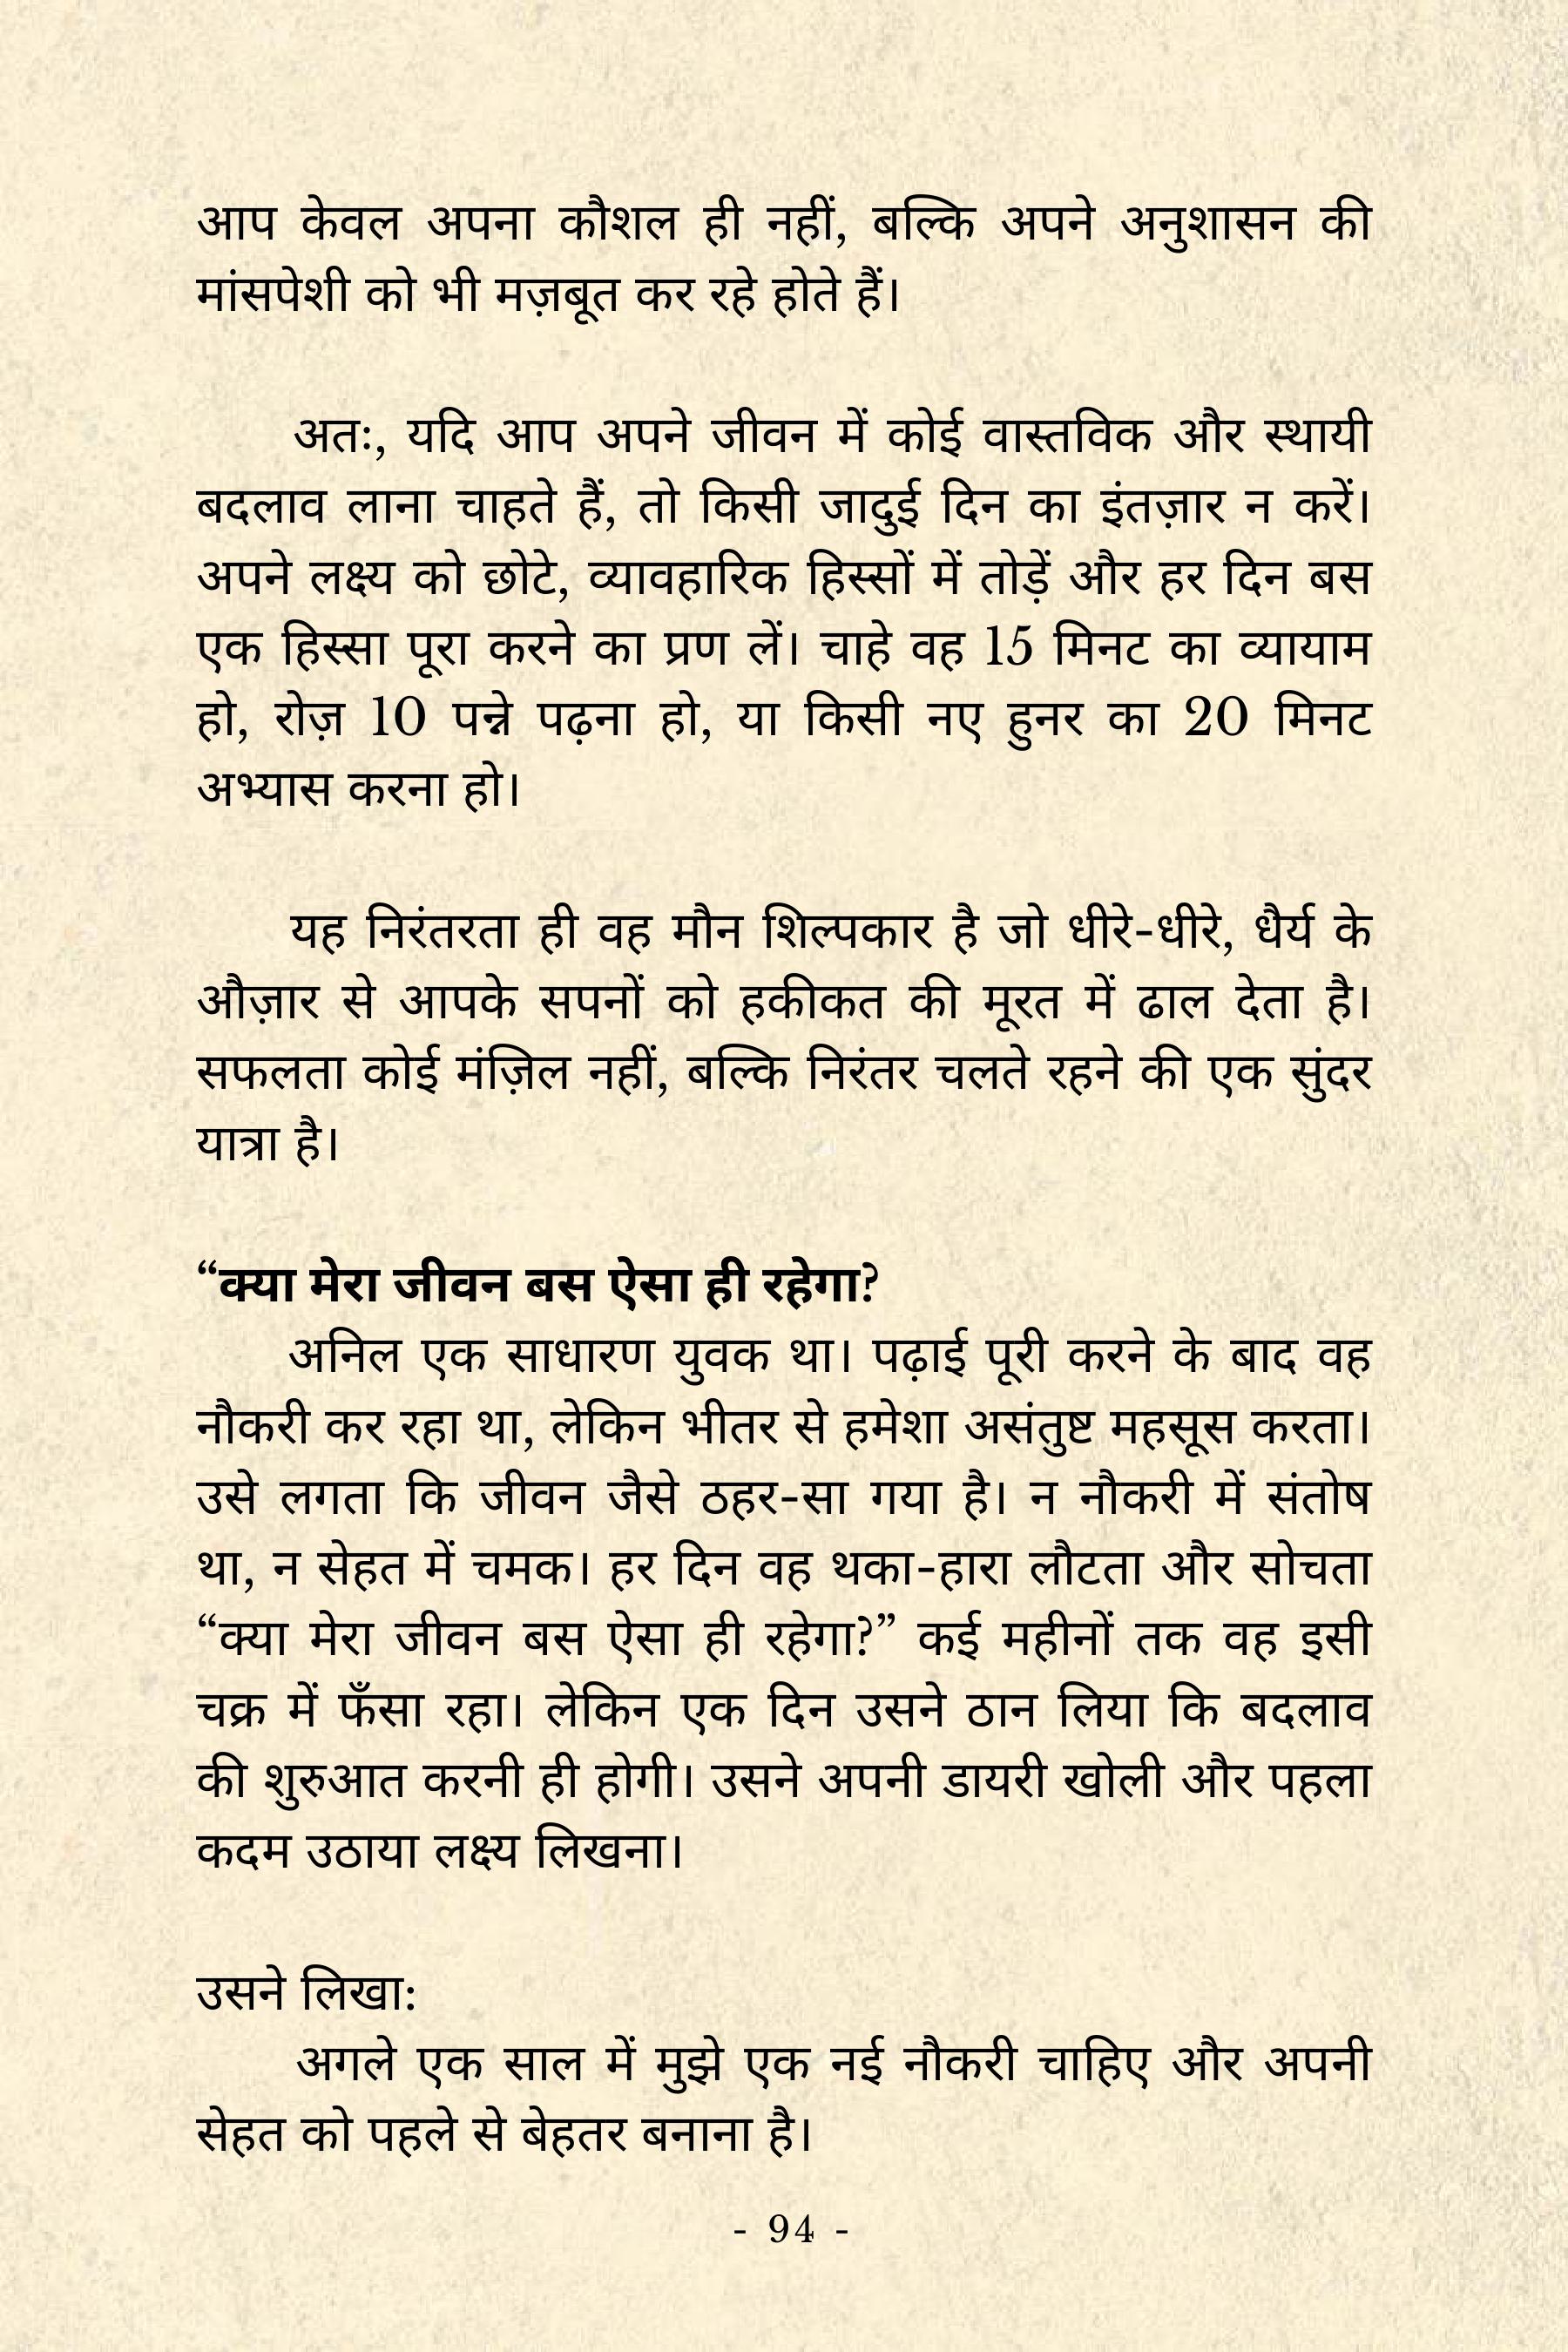 आप केवल अपना कौशल ही नहीं, बल्कि अपने अनुशासन की
मांसपेशी को भी मज़बूत कर रहे होते हैं।
अतः, यदि आप अपने जीवन में कोई वास्तविक और स्थायी
बदलाव लाना चाहते हैं, तो किसी जादुई दिन का इंतज़ार न करें।
अपने लक्ष्य को छोटे, व्यावहारिक हिस्सों में तोड़ें और हर दिन बस
एक हिस्सा पूरा करने का प्रण लें। चाहे वह 15 मिनट का व्यायाम
हो, रोज़ 10 पन्ने पढ़ना हो, या किसी नए हुनर का 20 मिनट
अभ्यास करना हो।
यह निरंतरता ही वह मौन शिल्पकार है जो धीरे-धीरे, धैर्य के
औज़ार से आपके सपनों को हकीकत की मूरत में ढाल देता है।
सफलता कोई मंज़िल नहीं, बल्कि निरंतर चलते रहने की एक सुंदर
यात्रा है।
“क्या मेरा जीवन बस ऐसा ही रहेगा?
अनिल एक साधारण युवक था। पढ़ाई पूरी करने के बाद वह
नौकरी कर रहा था, लेकिन भीतर से हमेशा असंतुष्ट महसूस करता।
उसे लगता कि जीवन जैसे ठहर-सा गया है। न नौकरी में संतोष
था, न सेहत में चमक। हर दिन वह थका-हारा लौटता और सोचता
“क्या मेरा जीवन बस ऐसा ही रहेगा?” कई महीनों तक वह इसी
चक्र में फँसा रहा। लेकिन एक दिन उसने ठान लिया कि बदलाव
की शुरुआत करनी ही होगी। उसने अपनी डायरी खोली और पहला
कदम उठाया लक्ष्य लिखना।
उसने लिखा:
अगले एक साल में मुझे एक नई नौकरी चाहिए और अपनी
सेहत को पहले से बेहतर बनाना है।
- 94 -